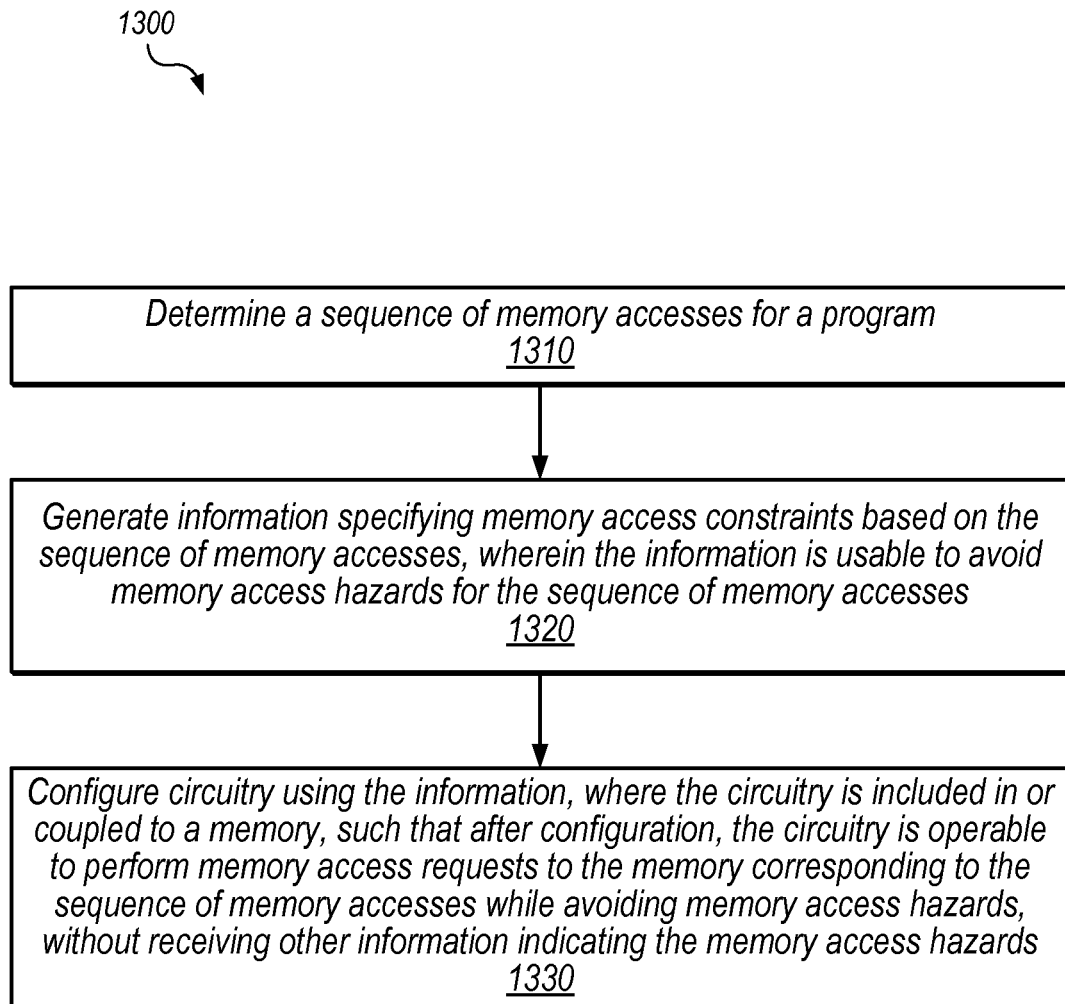 1300
Determine a sequence of memory accesses for a program
1310
Generate information specifying memory access constraints based on the
sequence of memory accesses, wherein the information is usable to avoid
memory access hazards for the sequence of memory accesses
1320
Configure circuitry using the information, where the circuitry is included in or
coupled to a memory, such that after configuration, the circuitry is operable
to perform memory access requests to the memory corresponding to the
sequence of memory accesses while avoiding memory access hazards,
without receiving other information indicating the memory access hazards
1330